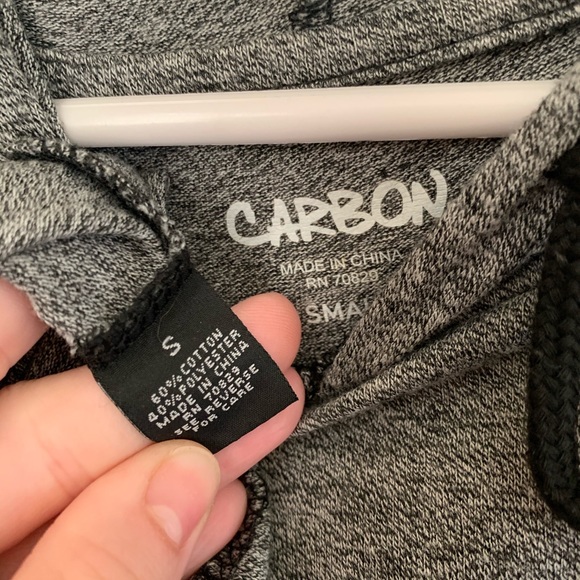 CARBON
MADE IN CHINA
RN 70829
SMALL
S
60% COTTON
40% POLYESTER
MADE IN CHINA
RN 70829
SEE REVERSE
FOR CARE